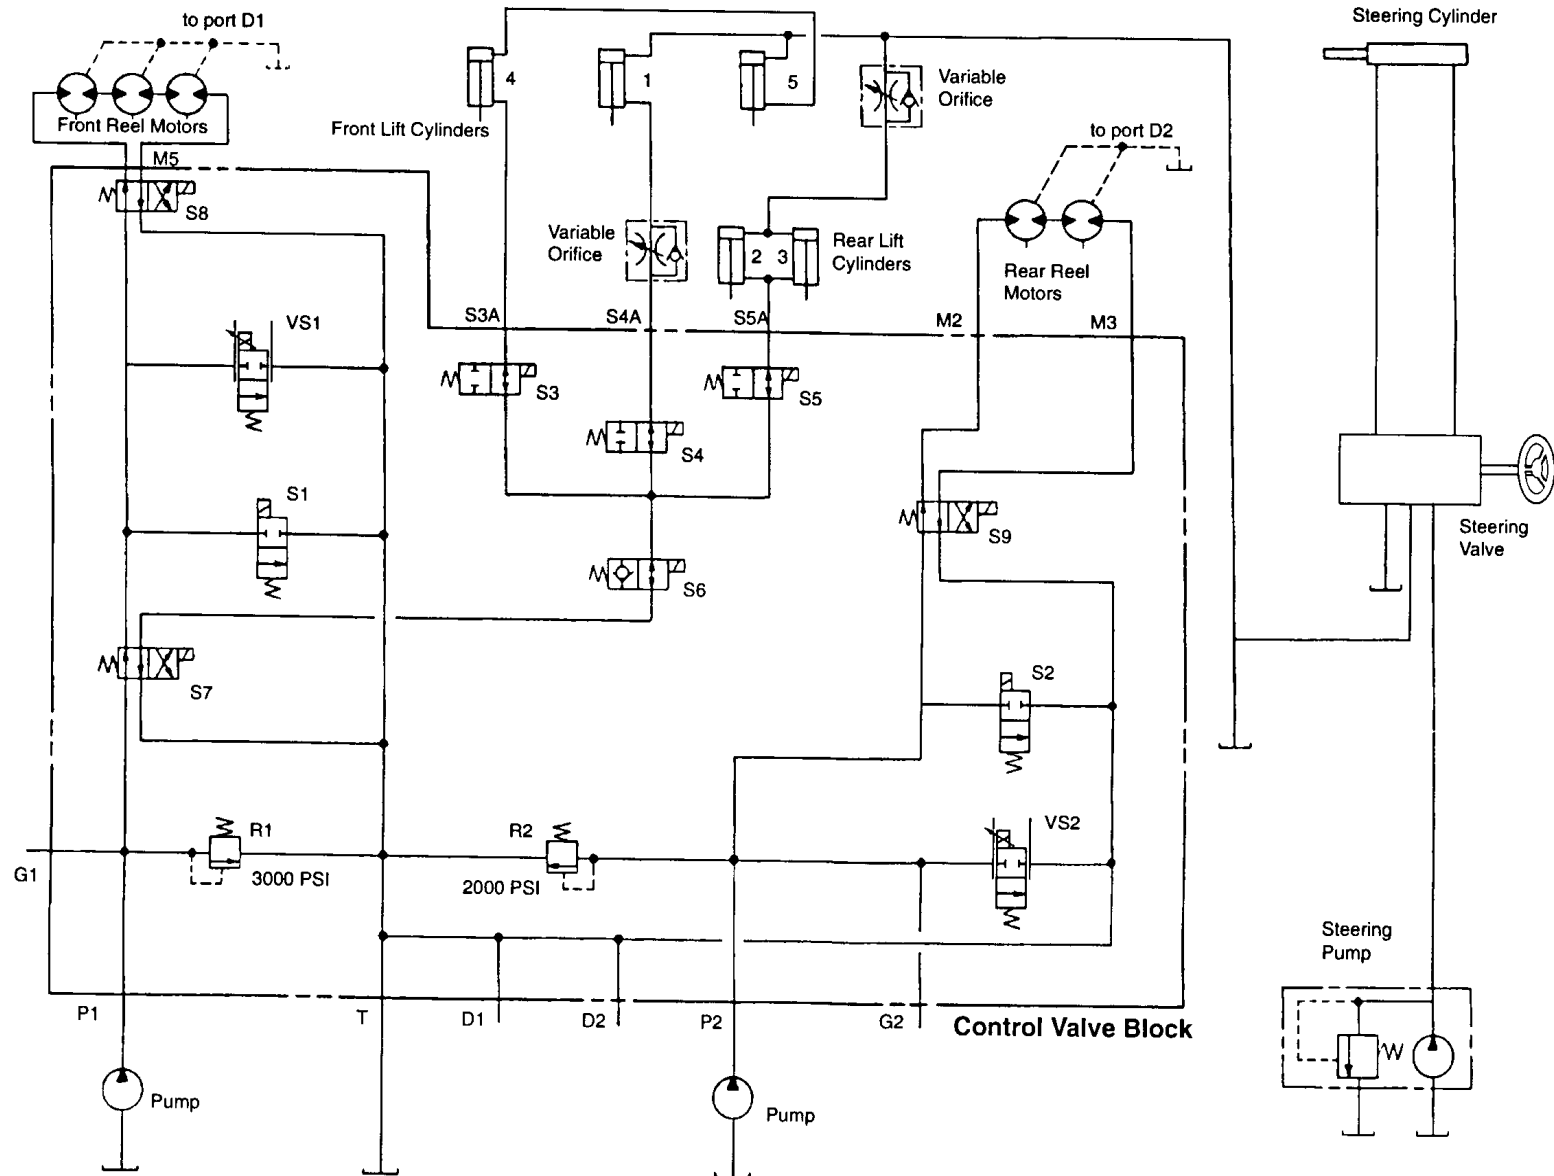 to port D1
Steering Cylinder
4
1
5
Variable
Orifice
Front Reel Motors
Front Lift Cylinders
to port D2
M5
S8
Variable
Orifice
2
3
Rear Lift
Cylinders
Rear Reel
Motors
VS1
S3A
S4A
S5A
M2
M3
S3
S5
S4
S1
S9
Steering
Valve
S6
S7
S2
R1
R2
VS2
3000 PSI
2000 PSI
G1
Steering
Pump
P1
T
D1
D2
P2
G2
Control Valve Block
Pump
Pump